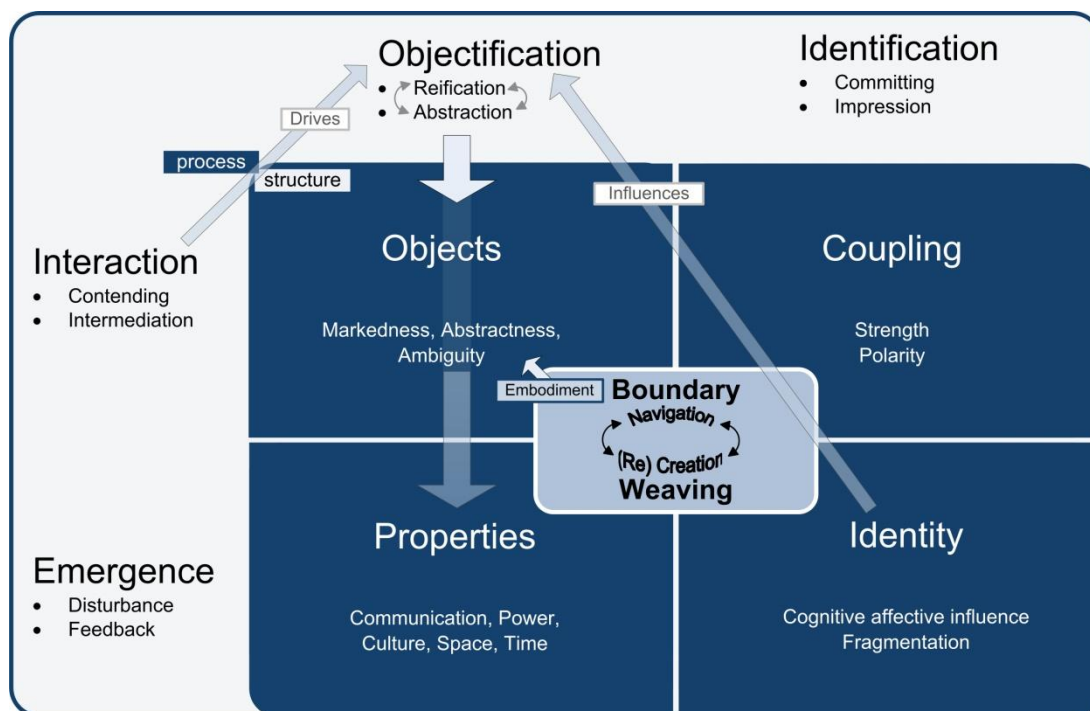 Objectification
• Reification
• Abstraction
Identification
• Committing
• Impression
Drives
process
structure
Influences
Interaction
• Contending
• Intermediation
Objects
Markedness, Abstractness,
Ambiguity
Coupling
Strength
Polarity
Embodiment
Boundary
Navigation
(Re) Creation
Weaving
Emergence
• Disturbance
• Feedback
Properties
Communication, Power,
Culture, Space, Time
Identity
Cognitive affective influence
Fragmentation